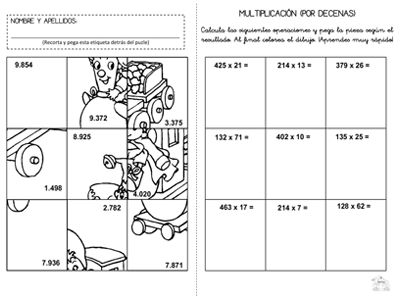 NOMBRE Y APELLIDOS:
(Recorta y pega esta etiqueta detrás del puzle)
9.854
9.372
3.375
8.925
1.498
4.020
2.782
7.936
7.871
MULTIPLICACIÓN (POR DECENAS)
Calcula las siguientes operaciones y pega la pieza según el
resultado. Al final colorea el dibujo. ¡Aprendes muy rápido!
425 x 21 =
214 x 13 =
379 x 26 =
132 x 71 =
402 x 10 =
135 x 25 =
463 x 17 =
214 x 7 =
128 x 62 =